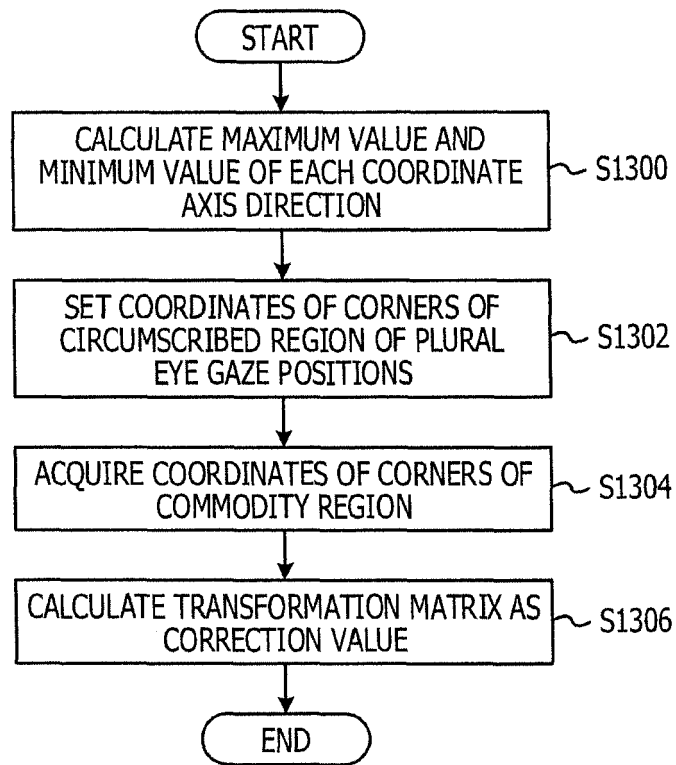 START
CALCULATE MAXIMUM VALUE AND
MINIMUM VALUE OF EACH COORDINATE
AXIS DIRECTION
S1300
SET COORDINATES OF CORNERS OF
CIRCUMSCRIBED REGION OF PLURAL
EYE GAZE POSITIONS
S1302
ACQUIRE COORDINATES OF CORNERS OF
COMMODITY REGION
S1304
CALCULATE TRANSFORMATION MATRIX AS
CORRECTION VALUE
S1306
END